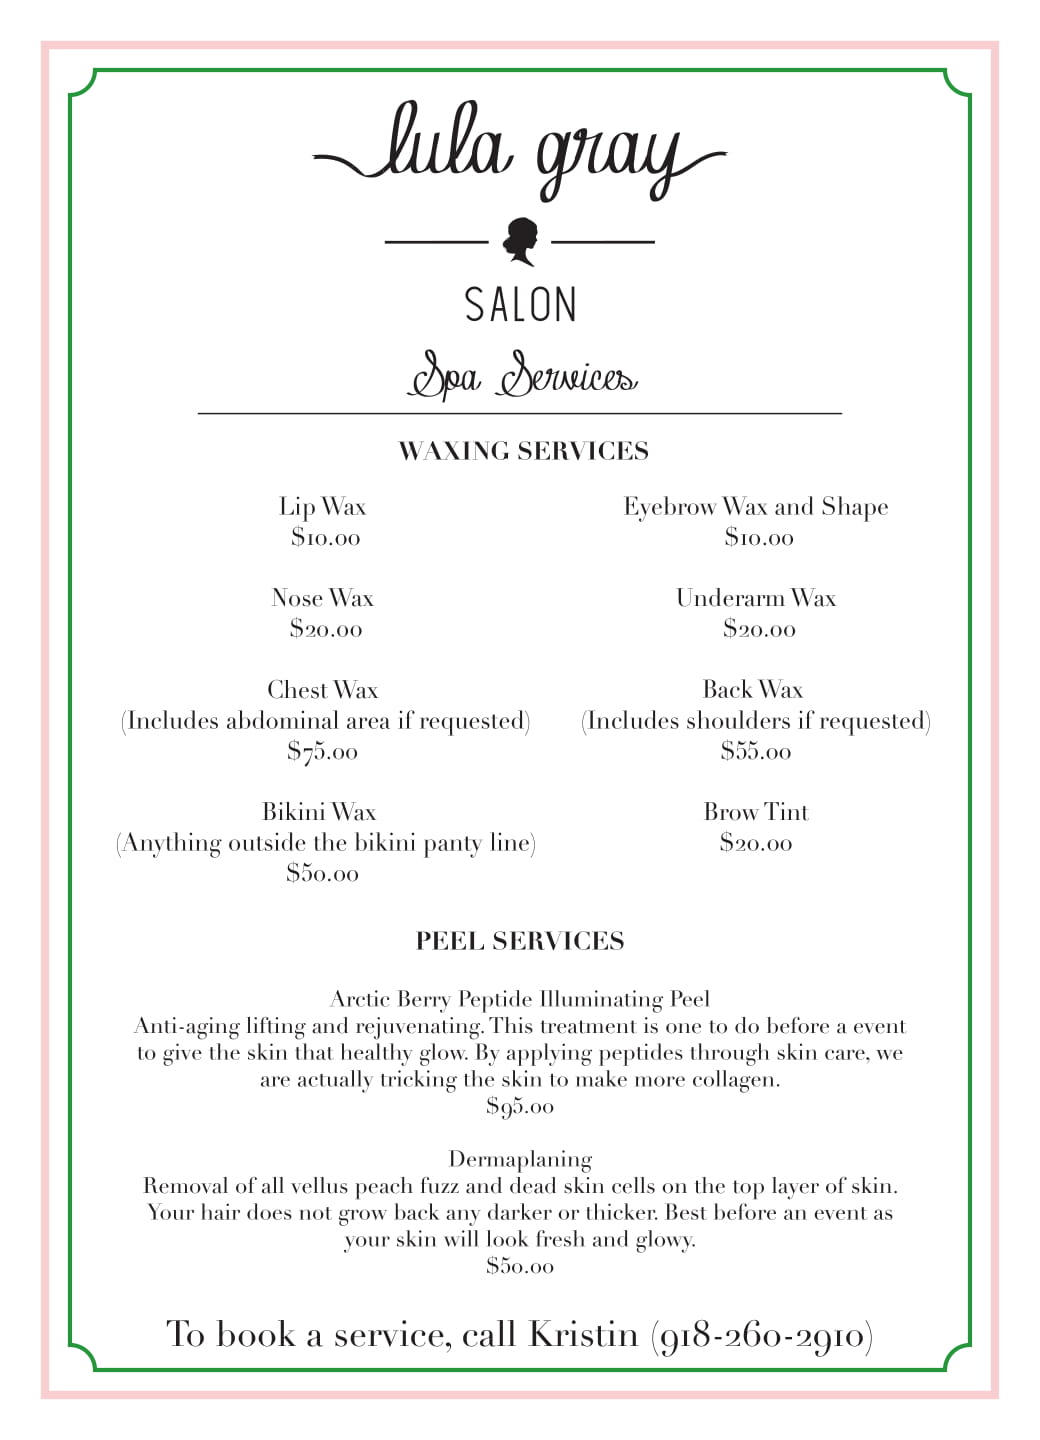 lula gray
SALON
Spa Services
WAXING SERVICES
Lip Wax
$10.00
Eyebrow Wax and Shape
$10.00
Nose Wax
$20.00
Underarm Wax
$20.00
Chest Wax
(Includes abdominal area if requested)
$75.00
Back Wax
(Includes shoulders if requested)
$55.00
Bikini Wax
(Anything outside the bikini panty line)
$50.00
Brow Tint
$20.00
PEEL SERVICES
Arctic Berry Peptide Illuminating Peel
Anti-aging lifting and rejuvenating. This treatment is one to do before a event
to give the skin that healthy glow. By applying peptides through skin care, we
are actually tricking the skin to make more collagen.
$95.00
Dermaplaning
Removal of all vellus peach fuzz and dead skin cells on the top layer of skin.
Your hair does not grow back any darker or thicker. Best before an event as
your skin will look fresh and glowy.
$50.00
To book a service, call Kristin (918-260-2910)